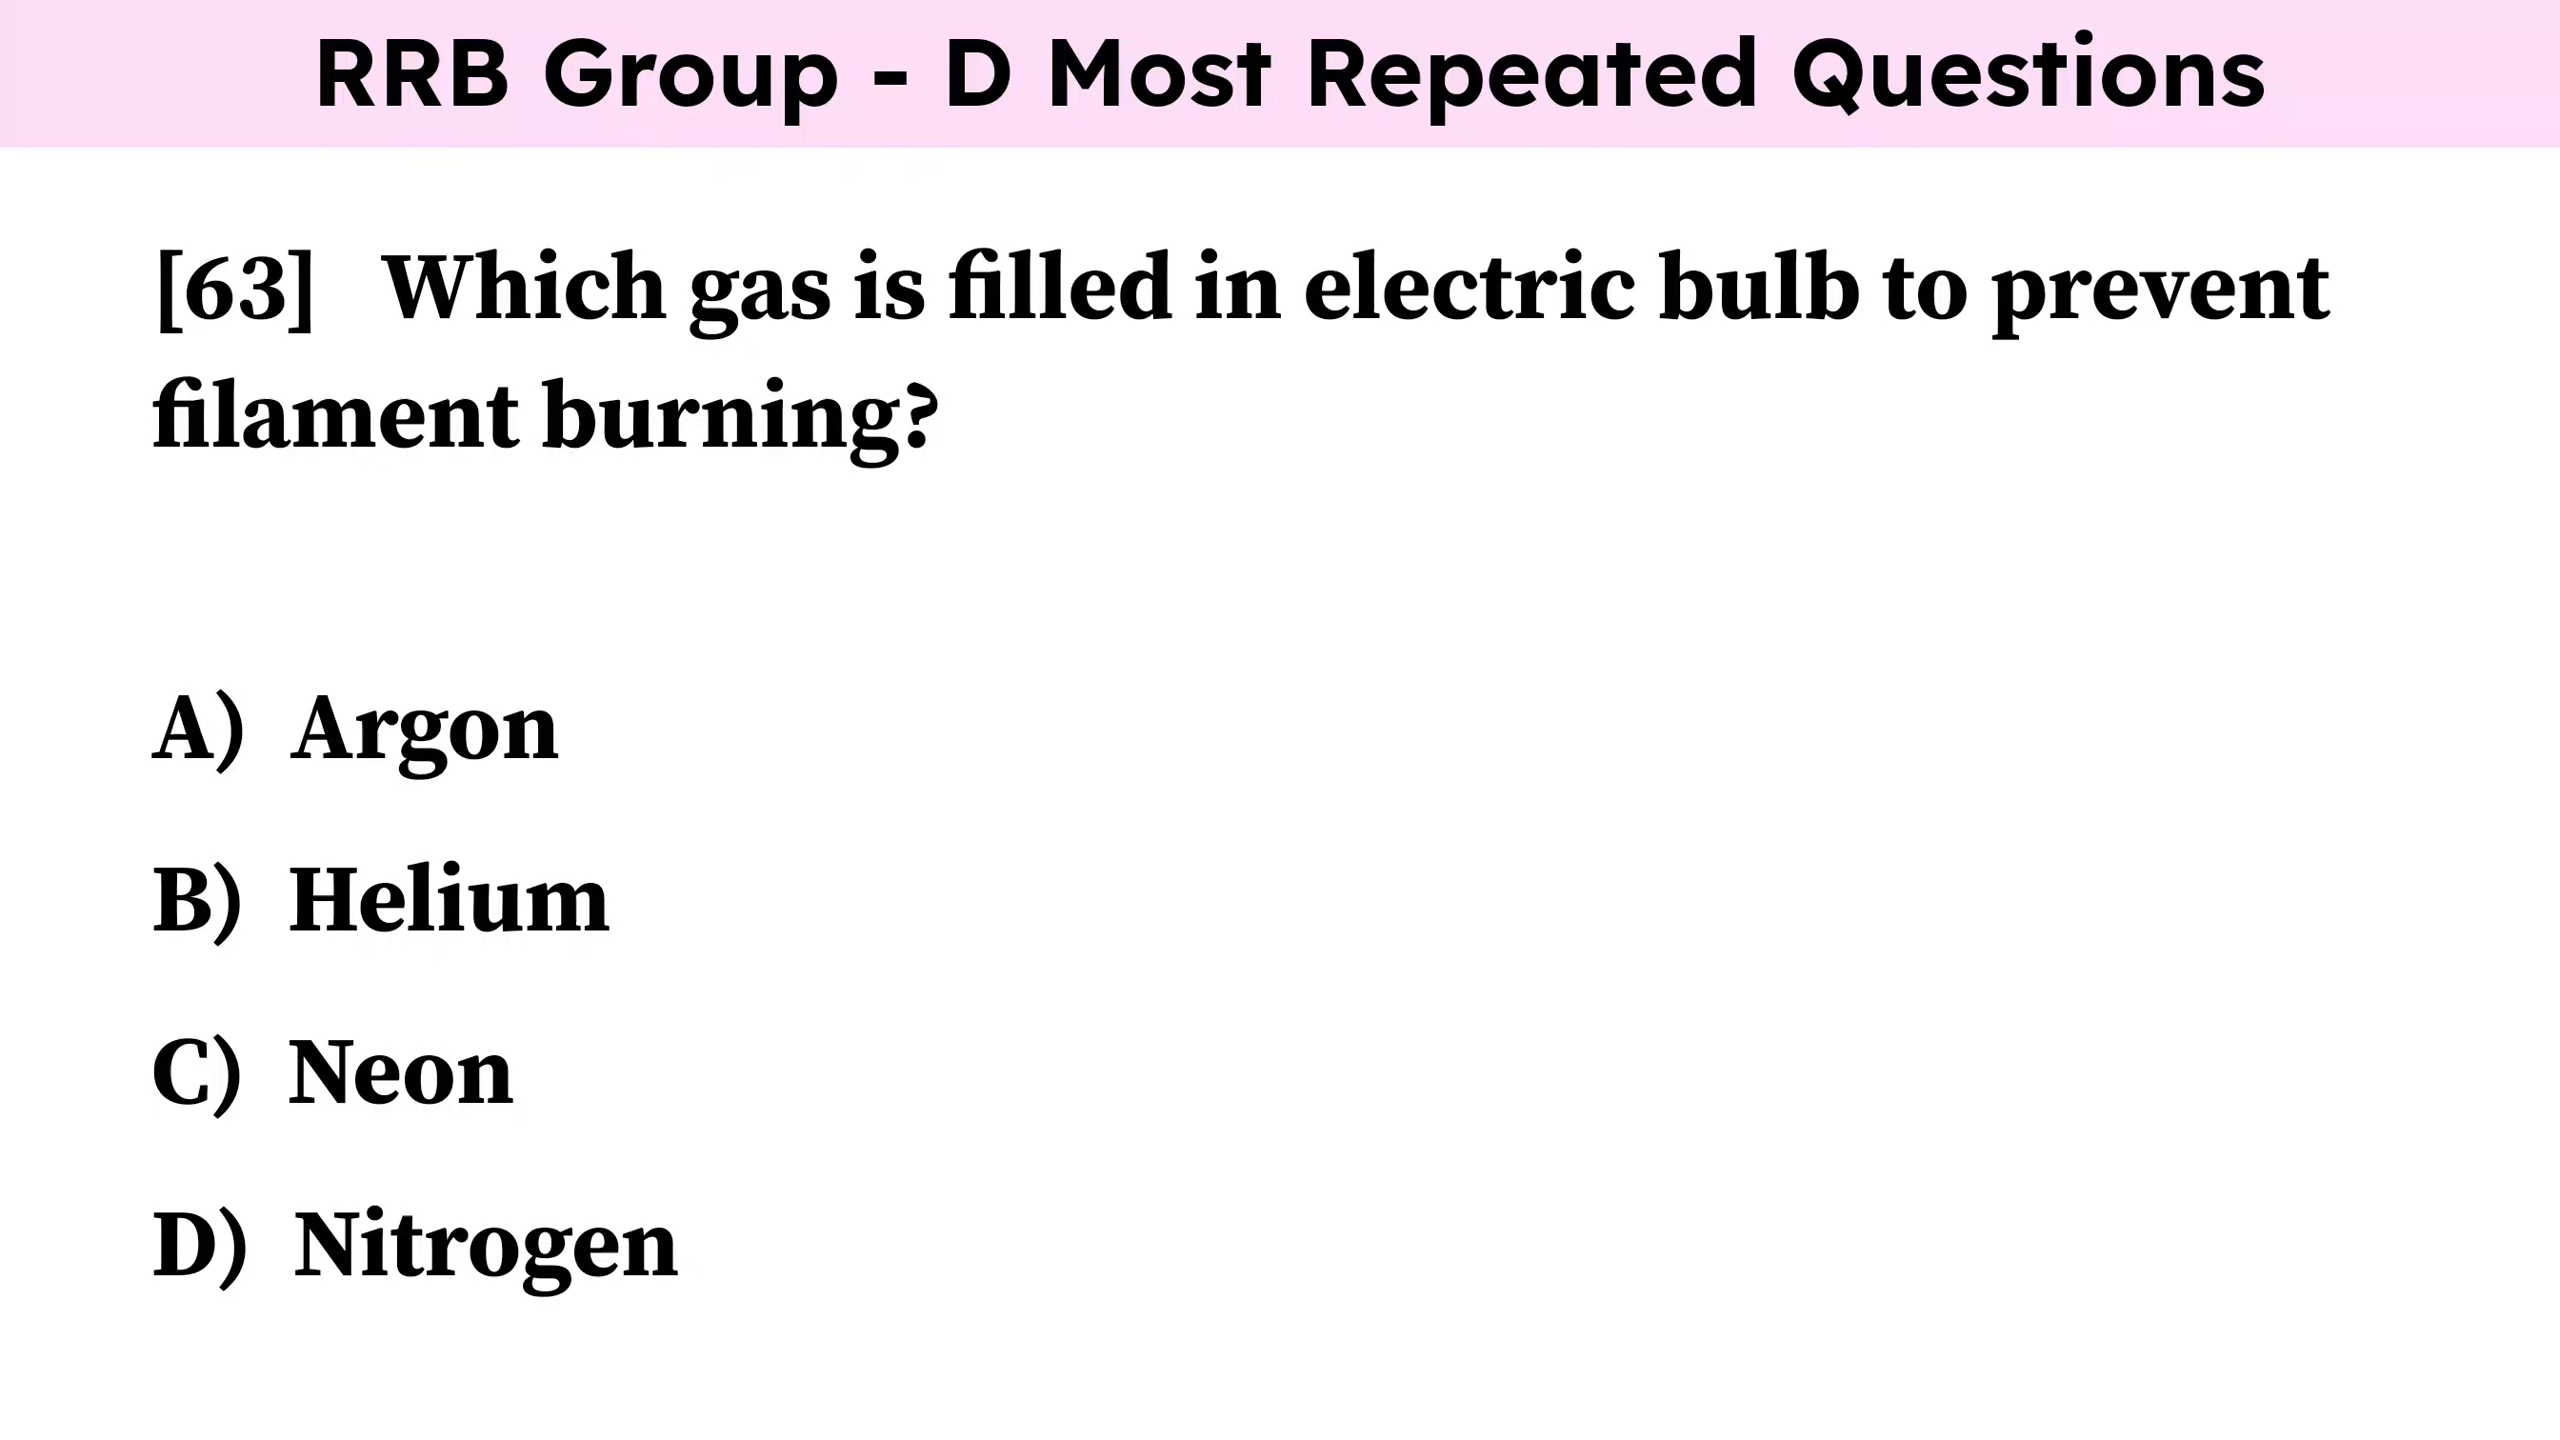 RRB Group - D Most Repeated Questions
[63] Which gas is filled in electric bulb to prevent
filament burning?
A) Argon
B) Helium
C) Neon
D) Nitrogen